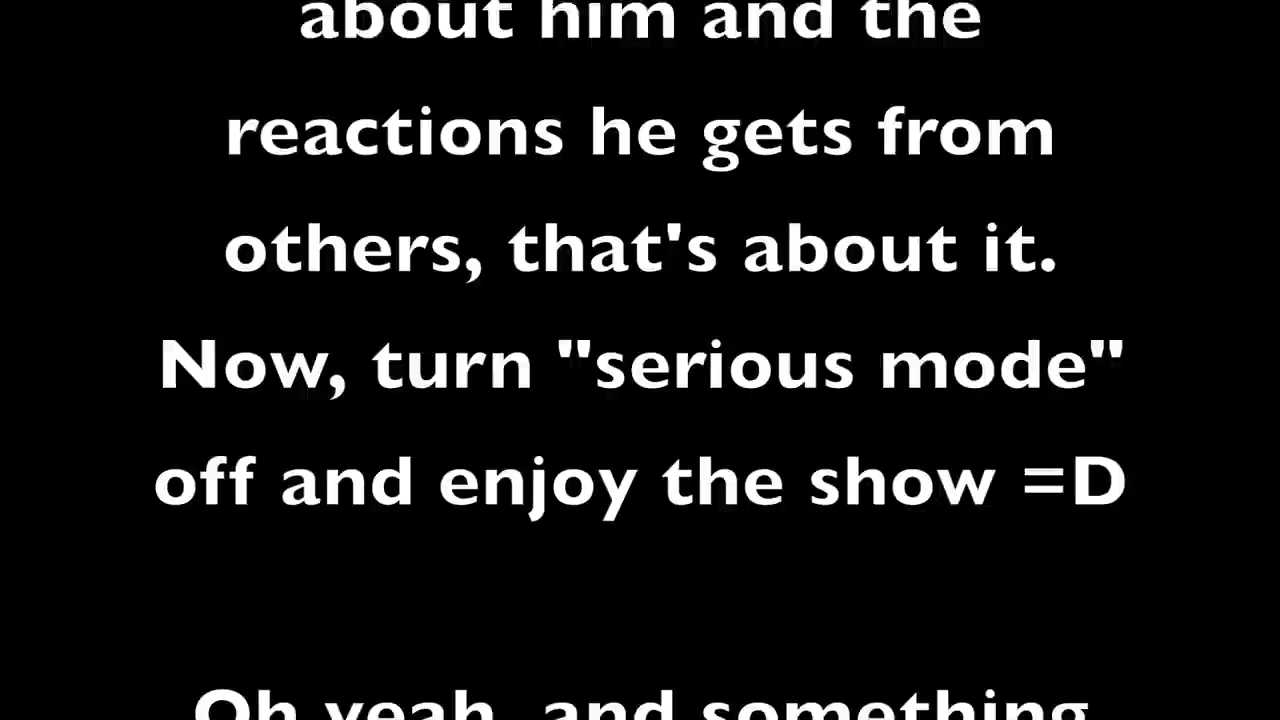 about him and the
reactions he gets from
others, that's about it.
Now, turn "serious mode"
off and enjoy the show =D
Oh yeah, and something